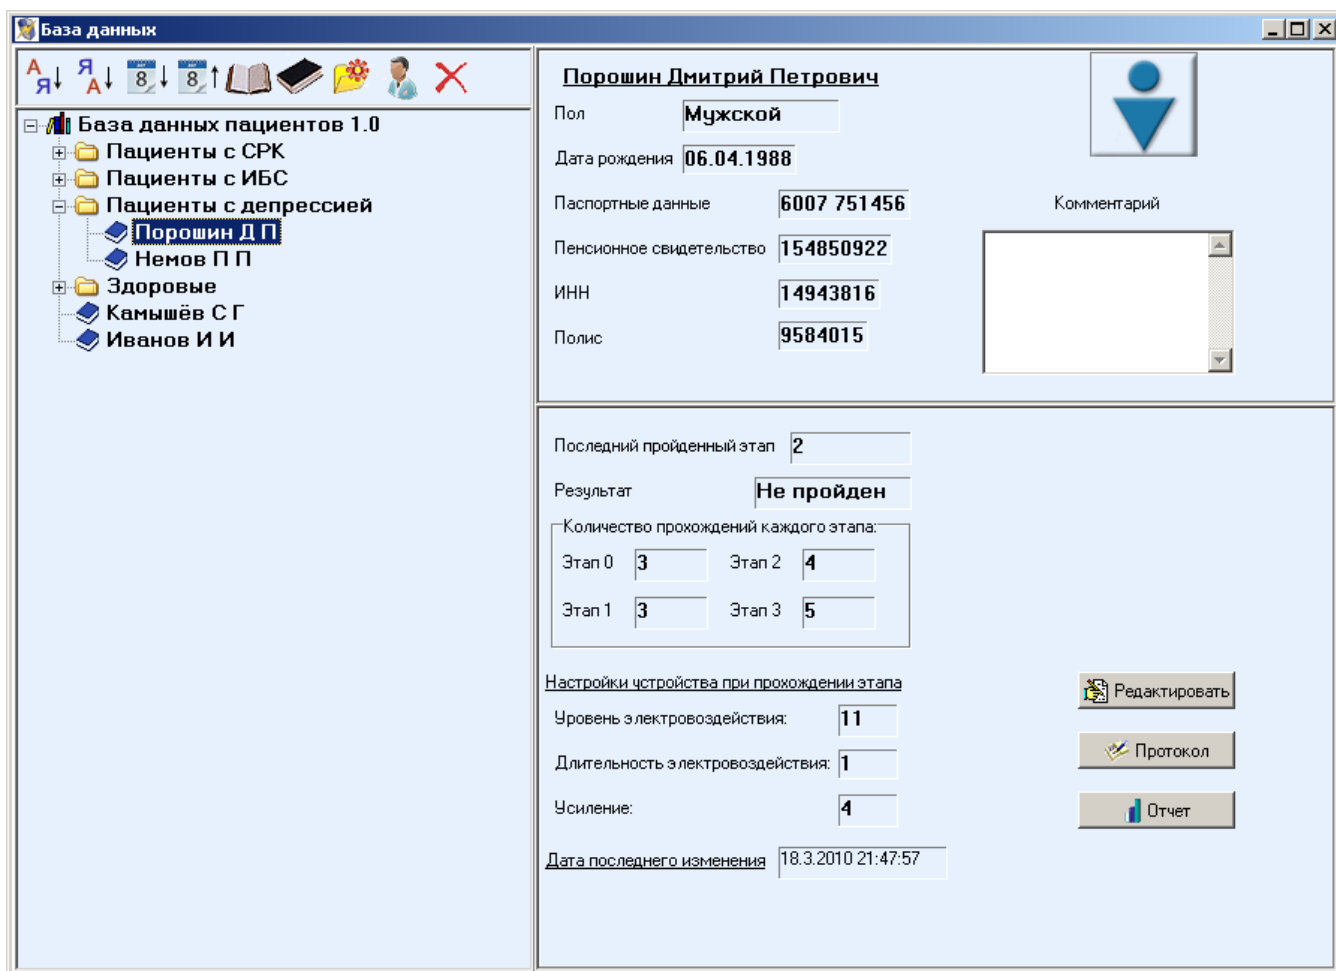 База данных
База данных пациентов 1.0
Пациенты с СРК
Пациенты с ИБС
Пациенты с депрессией
Порошин Д П
Немов П П
Здоровые
Камышёв С Г
Иванов И И
Порошин Дмитрий Петрович
Пол Мужской
Дата рождения 06.04.1988
Паспортные данные 6007 751456
Пенсионное свидетельство 154850922
ИНН 14943816
Полис 9584015
Комментарий
Последний пройденный этап 2
Результат Не пройден
Количество прохождений каждого этапа:
Этап 0 3 Этап 2 4
Этап 1 3 Этап 3 5
Настройки устройства при прохождении этапа
Уровень электровоздействия: 11
Длительность электровоздействия: 1
Усиление: 4
Дата последнего изменения 18.3.2010 21:47:57
Редактировать
Протокол
Отчет